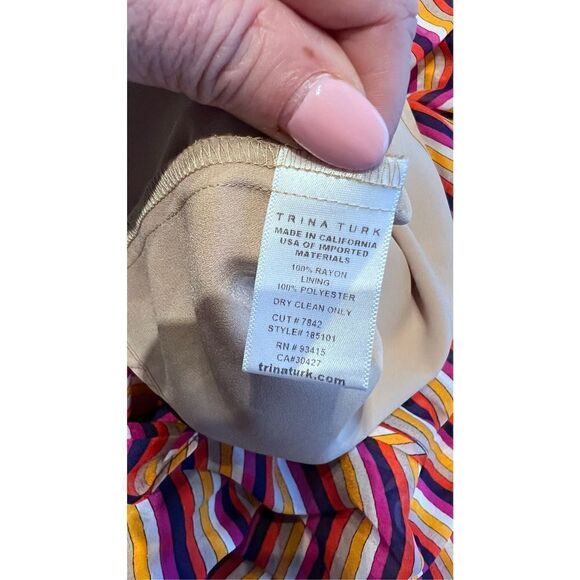 TRINA TURK
MADE IN CALIFORNIA
USA OF IMPORTED
MATERIALS
100% RAYON
LINING
100% POLYESTER
DRY CLEAN ONLY
CUT # 7842
STYLE# 185101
RN # 93415
CA#30427
trinaturk.com